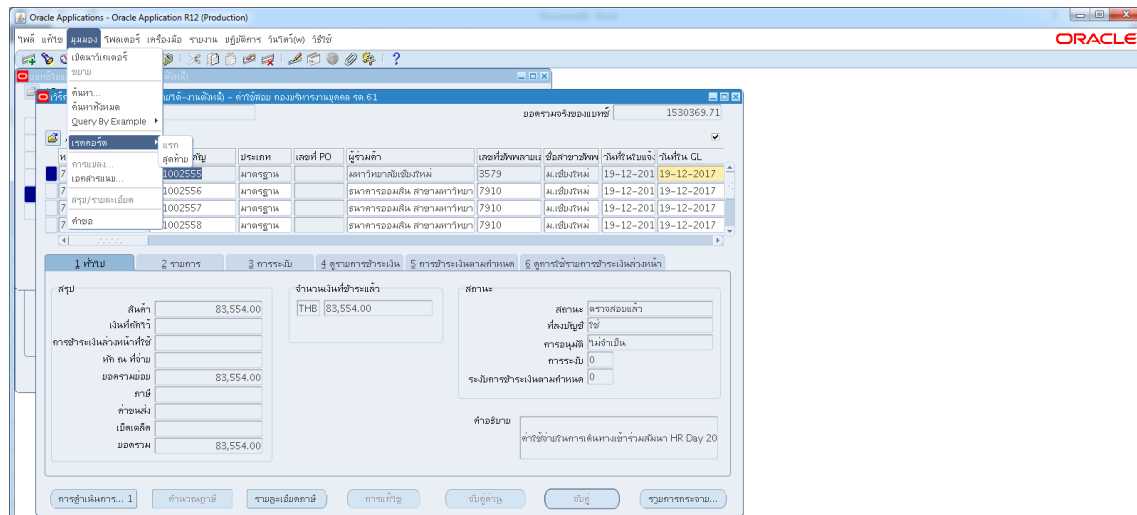 Oracle Applications - Oracle Application R12 (Production)
ไฟล์ แก้ไข มุมมอง โฟลเดอร์ เครื่องมือ รายงาน ปฏิบัติการ วินโดว์(w) วิธีใช้
ORACLE
เปิดนาวิเกเตอร์
ขยาย
ค้นหา...
ค้นหาทั้งหมด
Query By Example
เรคคอร์ด
แรก
สุดท้าย
การแปลง...
เอกสารแนบ...
สรุป/รายละเอียด
คำขอ
- ค่าใช้สอย กองบริหารงานบุคคล รด.61
ยอดรวมจริงของแบทช์ 1530369.71
ประเภท เลขที่ PO ผู้ร่วมค้า เลขที่ซัพพลายเ ชื่อสาขาซัพพ วันที่ในใบแจ้ง วันที่ใน GL
1002555 มาตรฐาน มหาวิทยาลัยเชียงใหม่ 3579 ม.เชียงใหม่ 19-12-201 19-12-2017
1002556 มาตรฐาน ธนาคารออมสิน สาขามหาวิทยา 7910 ม.เชียงใหม่ 19-12-201 19-12-2017
1002557 มาตรฐาน ธนาคารออมสิน สาขามหาวิทยา 7910 ม.เชียงใหม่ 19-12-201 19-12-2017
1002558 มาตรฐาน ธนาคารออมสิน สาขามหาวิทยา 7910 ม.เชียงใหม่ 19-12-201 19-12-2017
1 ทั่วไป 2 รายการ 3 การระงับ 4 ดูรายการชำระเงิน 5 การชำระเงินตามกำหนด 6 ดูการใช้รายการชำระเงินล่วงหน้า
สรุป จำนวนเงินที่ชำระแล้ว สถานะ
สินค้า 83,554.00 THB 83,554.00 สถานะ ตรวจสอบแล้ว
เงินที่กักไว้ ที่ลงบัญชี ใช่
การชำระเงินล่วงหน้าที่ใช้ การอนุมัติ ไม่จำเป็น
หัก ณ ที่จ่าย การระงับ 0
ยอดรวมย่อย 83,554.00 ระงับการชำระเงินตามกำหนด 0
ภาษี
ค่าขนส่ง
เบ็ดเตล็ด
คำอธิบาย ค่าใช้จ่ายในการเดินทางเข้าร่วมสัมนา HR Day 20
ยอดรวม 83,554.00
การดำเนินการ... 1 คำนวณภาษี รายละเอียดภาษี การแก้ไข จับคู่ด่วน จับคู่ รวมการกระจาย...